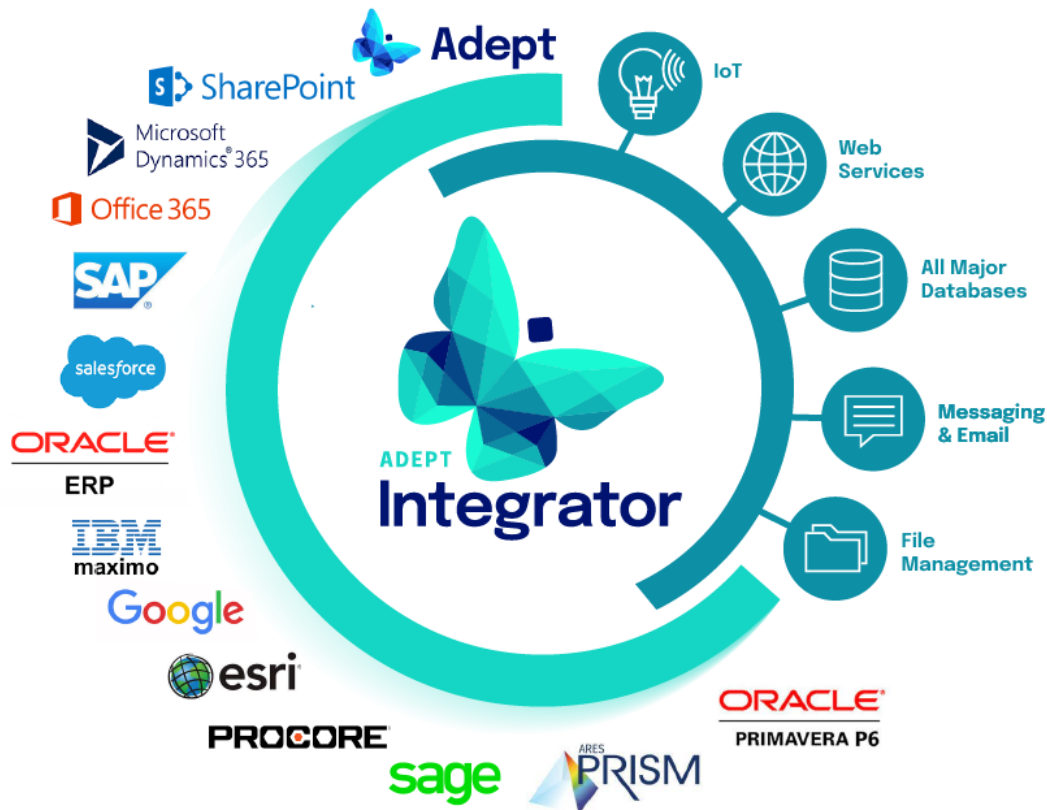 Adept
SharePoint
Microsoft
Dynamics® 365
Office 365
SAP®
salesforce
ORACLE®
ERP
IBM
maximo
Google
esri
PROCORE
sage
ARES
PRISM
ORACLE®
PRIMAVERA P6
IoT
Web
Services
All Major
Databases
Messaging
& Email
File
Management
ADEPT
Integrator